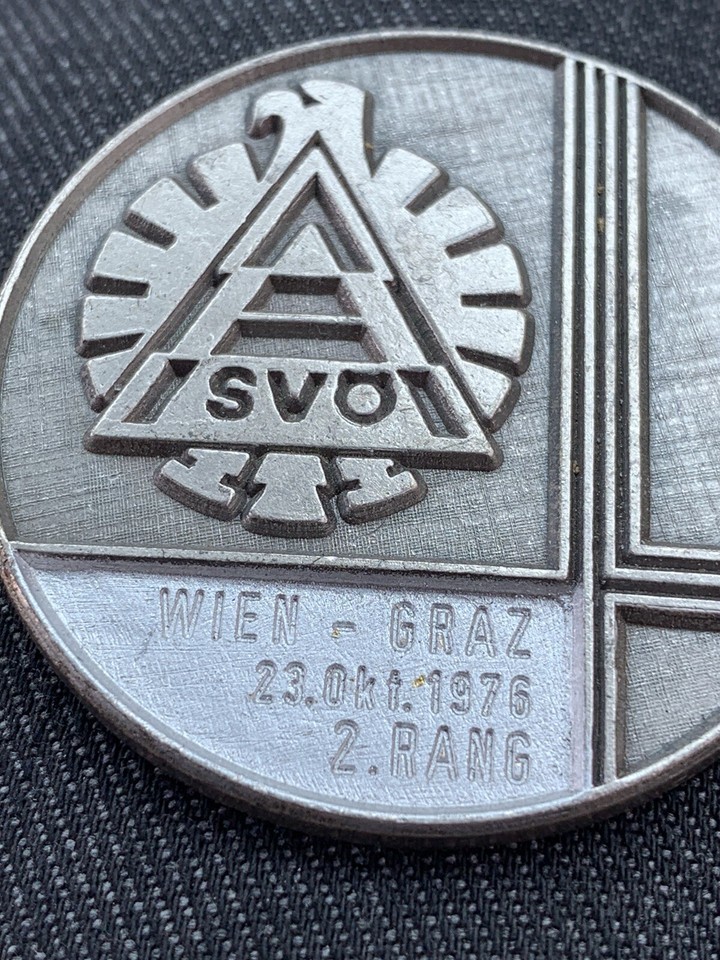 SVÖ
WIEN - GRAZ
23.Okt.1976
2.RANG